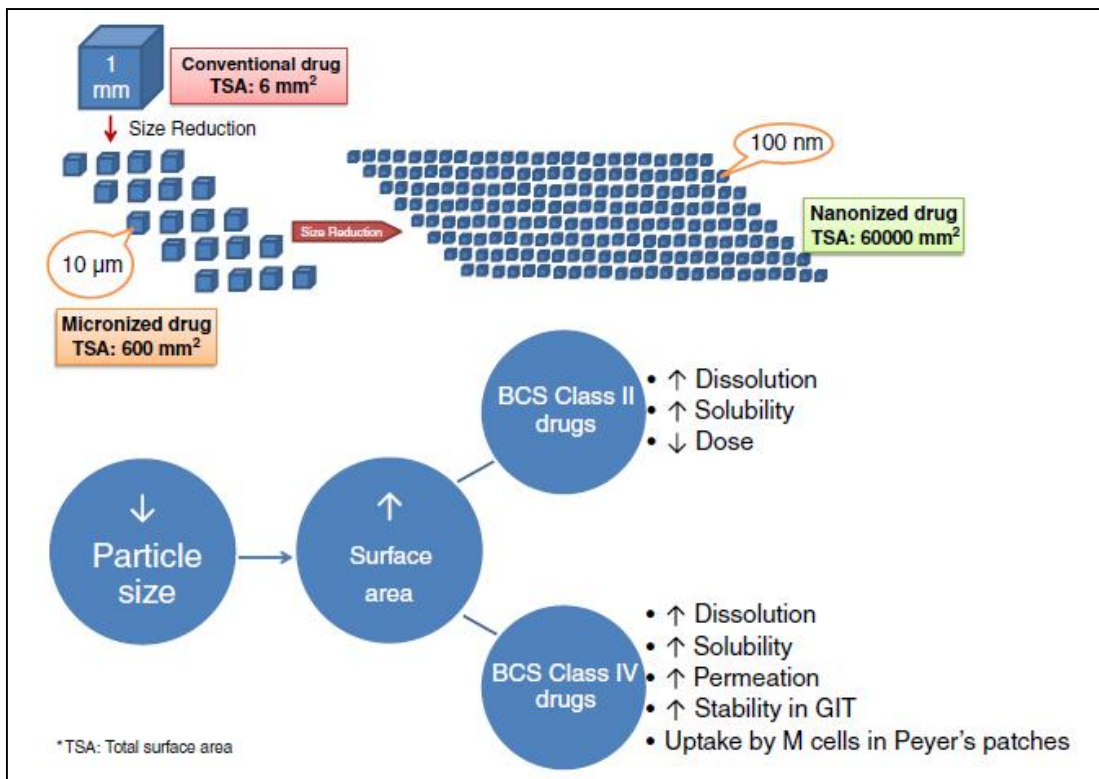 1
mm
Conventional drug
TSA: 6 mm²
Size Reduction
100 nm
Size Reduction
Nanonized drug
TSA: 60000 mm²
10 µm
Micronized drug
TSA: 600 mm²
BCS Class II
drugs
• ↑ Dissolution
• ↑ Solubility
• ↓ Dose
↓
Particle
size
↑
Surface
area
BCS Class IV
drugs
• ↑ Dissolution
• ↑ Solubility
• ↑ Permeation
• ↑ Stability in GIT
• Uptake by M cells in Peyer's patches
*TSA: Total surface area